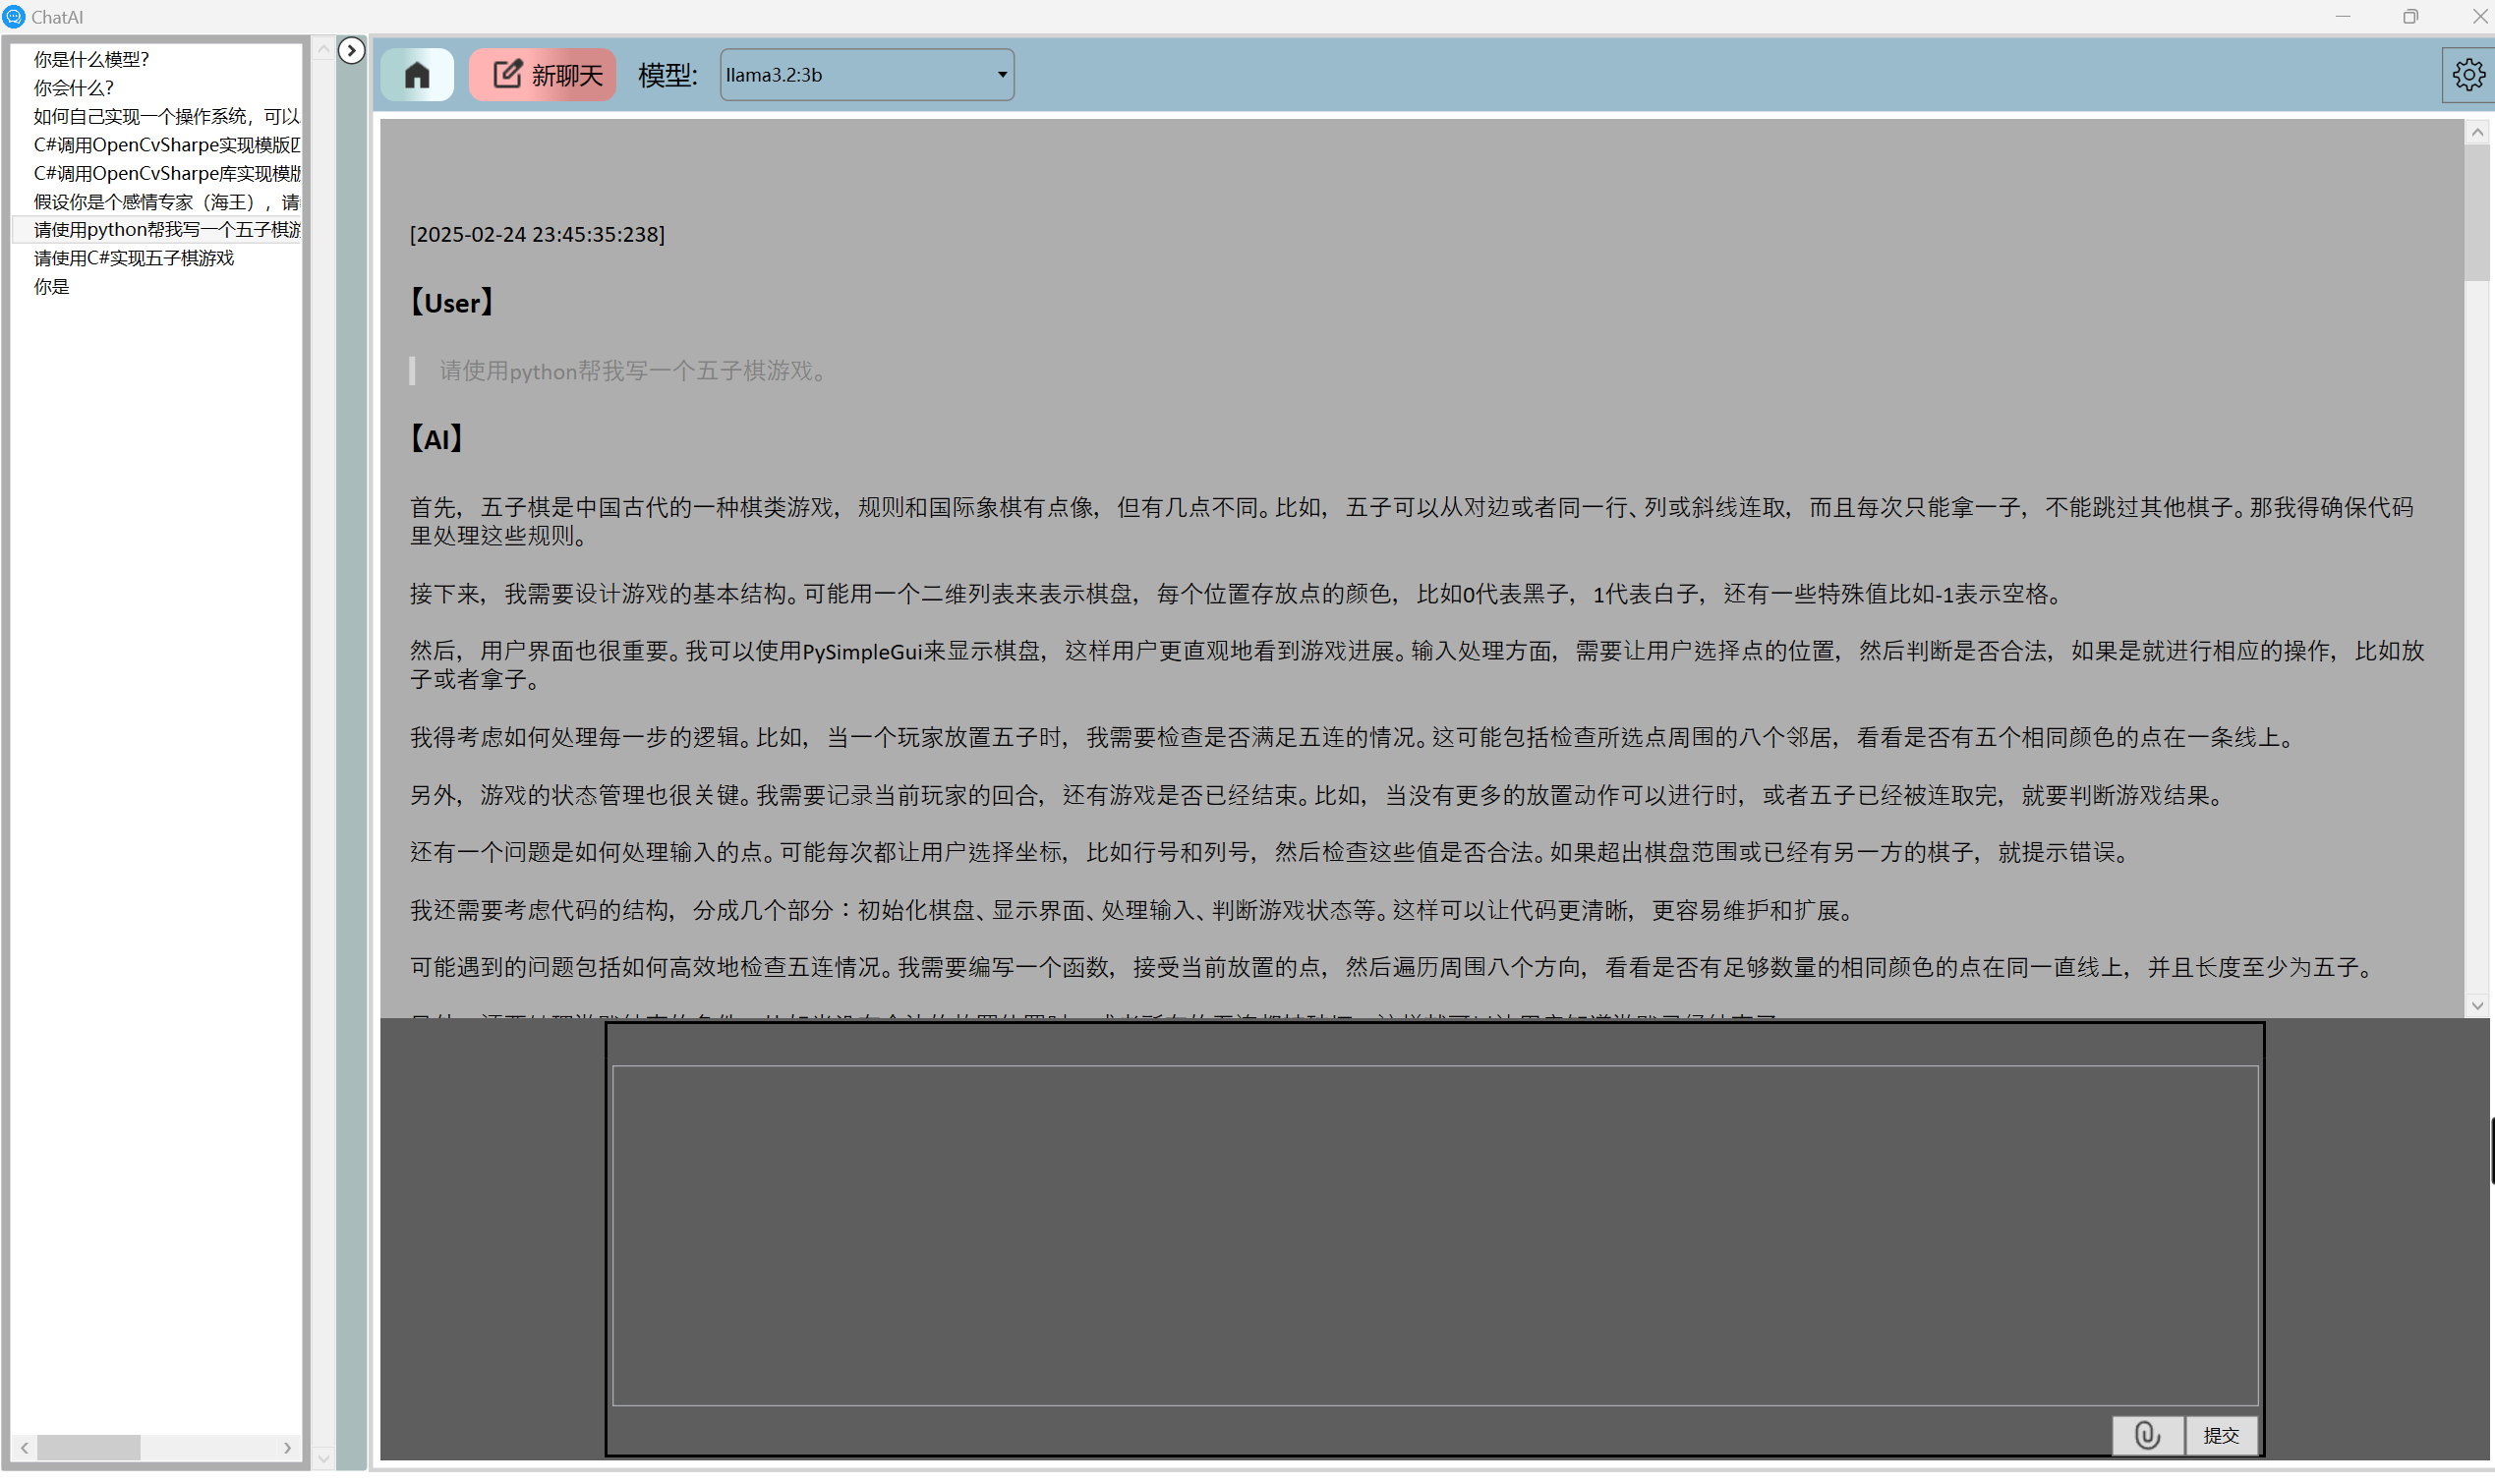 ChatAI
你是什么模型?
你会什么?
如何自己实现一个操作系统，可以
C#调用OpenCvSharpe实现模版
C#调用OpenCvSharpe库实现模
假设你是个感情专家（海王），请
请使用python帮我写一个五子棋游
请使用C#实现五子棋游戏
你是
新聊天
模型:
llama3.2:3b
[2025-02-24 23:45:35:238]
【User】
请使用python帮我写一个五子棋游戏。
【AI】
首先，五子棋是中国古代的一种棋类游戏，规则和国际象棋有点像，但有几点不同。比如，五子可以从对边或者同一行、列或斜线连取，而且每次只能拿一子，不能跳过其他棋子。那我得确保代码
里处理这些规则。
接下来，我需要设计游戏的基本结构。可能用一个二维列表来表示棋盘，每个位置存放点的颜色，比如0代表黑子，1代表白子，还有一些特殊值比如-1表示空格。
然后，用户界面也很重要。我可以使用PySimpleGui来显示棋盘，这样用户更直观地看到游戏进展。输入处理方面，需要让用户选择点的位置，然后判断是否合法，如果是就进行相应的操作，比如放
子或者拿子。
我得考虑如何处理每一步的逻辑。比如，当一个玩家放置五子时，我需要检查是否满足五连的情况。这可能包括检查所选点周围的八个邻居，看看是否有五个相同颜色的点在一条线上。
另外，游戏的状态管理也很关键。我需要记录当前玩家的回合，还有游戏是否已经结束。比如，当没有更多的放置动作可以进行时，或者五子已经被连取完，就要判断游戏结果。
还有一个问题是如何处理输入的点。可能每次都让用户选择坐标，比如行号和列号，然后检查这些值是否合法。如果超出棋盘范围或已经有另一方的棋子，就提示错误。
我还需要考虑代码的结构，分成几个部分：初始化棋盘、显示界面、处理输入、判断游戏状态等。这样可以让代码更清晰，更容易维护和扩展。
可能遇到的问题包括如何高效地检查五连情况。我需要编写一个函数，接受当前放置的点，然后遍历周围八个方向，看看是否有足够数量的相同颜色的点在同一直线上，并且长度至少为五子。
提交